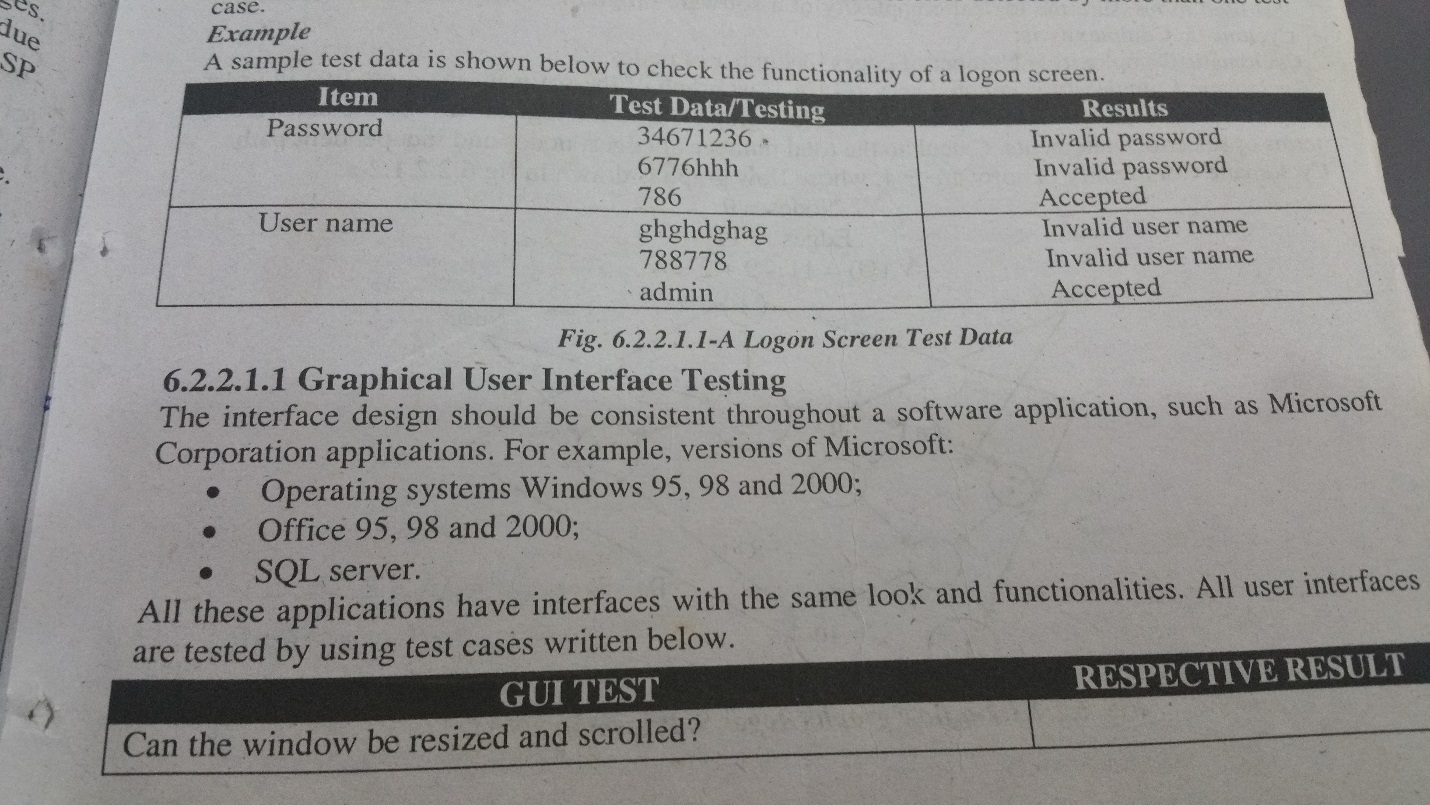 ses.
due
SP
case.
Example
A sample test data is shown below to check the functionality of a logon screen.
Item Test Data/Testing Results
Password 34671236 Invalid password
6776hhh Invalid password
786 Accepted
User name ghghdghag Invalid user name
788778 Invalid user name
admin Accepted
Fig. 6.2.2.1.1-A Logon Screen Test Data
6.2.2.1.1 Graphical User Interface Testing
The interface design should be consistent throughout a software application, such as Microsoft
Corporation applications. For example, versions of Microsoft:
• Operating systems Windows 95, 98 and 2000;
• Office 95, 98 and 2000;
• SQL server.
All these applications have interfaces with the same look and functionalities. All user interfaces
are tested by using test cases written below.
GUI TEST RESPECTIVE RESULT
Can the window be resized and scrolled?